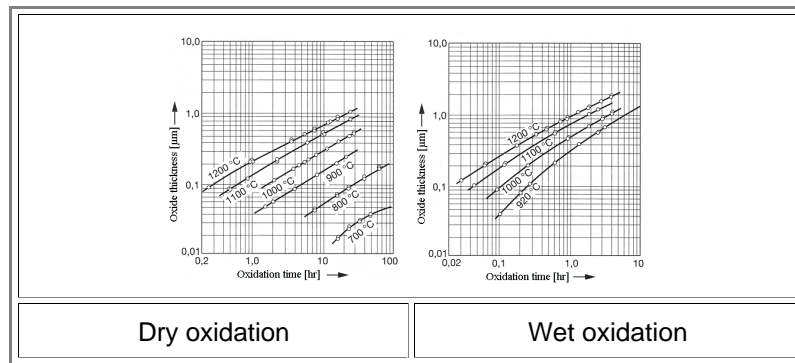 10,0
1,0
0,1
0,01
Oxide thickness [µm]
1200 °C
1100 °C
1000 °C
900 °C
800 °C
700 °C
0,2
1,0
10
100
Oxidation time [hr]
10,0
1,0
0,1
0,01
Oxide thickness [µm]
1200 °C
1100 °C
1000 °C
920 °C
0,02
0,1
1,0
10
Oxidation time [hr]
Dry oxidation
Wet oxidation